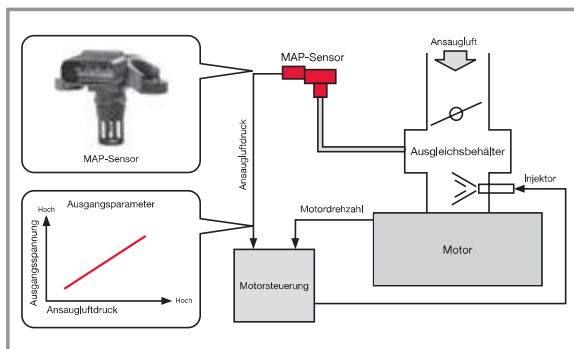 MAP-Sensor
MAP-Sensor
Ansaugluft
Ausgleichsbehälter
Injektor
Ansaugluftdruck
Motordrehzahl
Motor
Motorsteuerung
Ausgangsparameter
Hoch
Ausgangsspannung
Hoch
Ansaugluftdruck